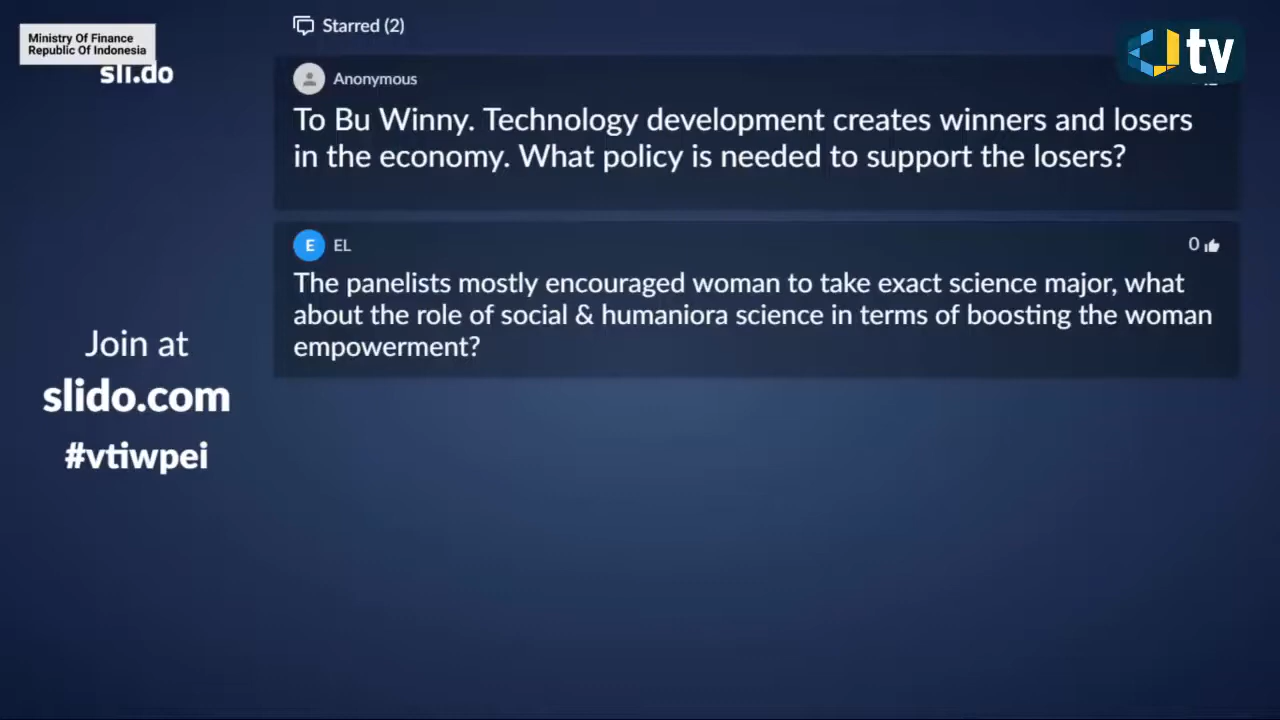 Ministry Of Finance
Republic Of Indonesia
sli.do
Starred (2)
tv
Anonymous
To Bu Winny. Technology development creates winners and losers
in the economy. What policy is needed to support the losers?
E EL
0
The panelists mostly encouraged woman to take exact science major, what
about the role of social & humaniora science in terms of boosting the woman
empowerment?
Join at
slido.com
#vtiwpei